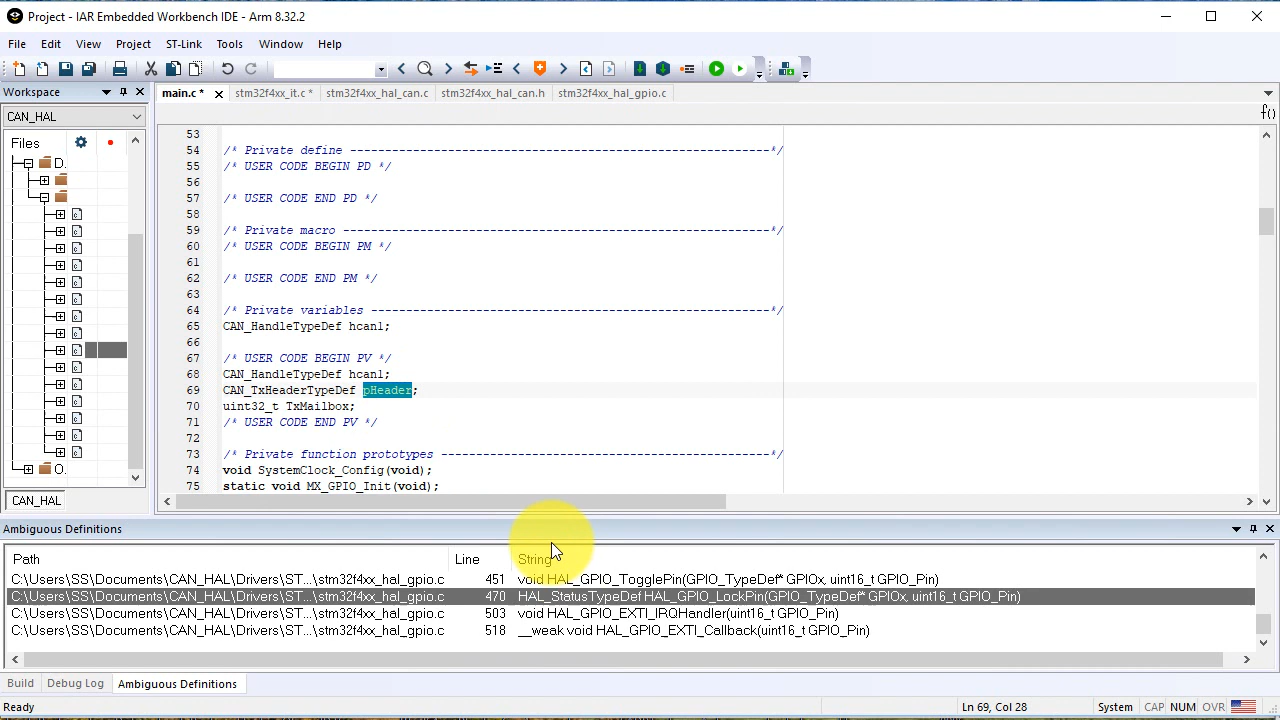 Project - IAR Embedded Workbench IDE - Arm 8.32.2
File Edit View Project ST-Link Tools Window Help
Workspace
main.c * stm32f4xx_it.c * stm32f4xx_hal_can.c stm32f4xx_hal_can.h stm32f4xx_hal_gpio.c
CAN_HAL
f()
Files
D.
O.
CAN_HAL
53
54 /* Private define ------------------------------------------------------------*/
55 /* USER CODE BEGIN PD */
56
57 /* USER CODE END PD */
58
59 /* Private macro -------------------------------------------------------------*/
60 /* USER CODE BEGIN PM */
61
62 /* USER CODE END PM */
63
64 /* Private variables ---------------------------------------------------------*/
65 CAN_HandleTypeDef hcan1;
66
67 /* USER CODE BEGIN PV */
68 CAN_HandleTypeDef hcan1;
69 CAN_TxHeaderTypeDef pHeader;
70 uint32_t TxMailbox;
71 /* USER CODE END PV */
72
73 /* Private function prototypes -----------------------------------------------*/
74 void SystemClock_Config(void);
75 static void MX_GPIO_Init(void);
Ambiguous Definitions
Path Line String
C:\Users\SS\Documents\CAN_HAL\Drivers\ST...\stm32f4xx_hal_gpio.c 451 void HAL_GPIO_TogglePin(GPIO_TypeDef* GPIOx, uint16_t GPIO_Pin)
C:\Users\SS\Documents\CAN_HAL\Drivers\ST...\stm32f4xx_hal_gpio.c 470 HAL_StatusTypeDef HAL_GPIO_LockPin(GPIO_TypeDef* GPIOx, uint16_t GPIO_Pin)
C:\Users\SS\Documents\CAN_HAL\Drivers\ST...\stm32f4xx_hal_gpio.c 503 void HAL_GPIO_EXTI_IRQHandler(uint16_t GPIO_Pin)
C:\Users\SS\Documents\CAN_HAL\Drivers\ST...\stm32f4xx_hal_gpio.c 518 __weak void HAL_GPIO_EXTI_Callback(uint16_t GPIO_Pin)
Build Debug Log Ambiguous Definitions
Ready Ln 69, Col 28 System CAP NUM OVR